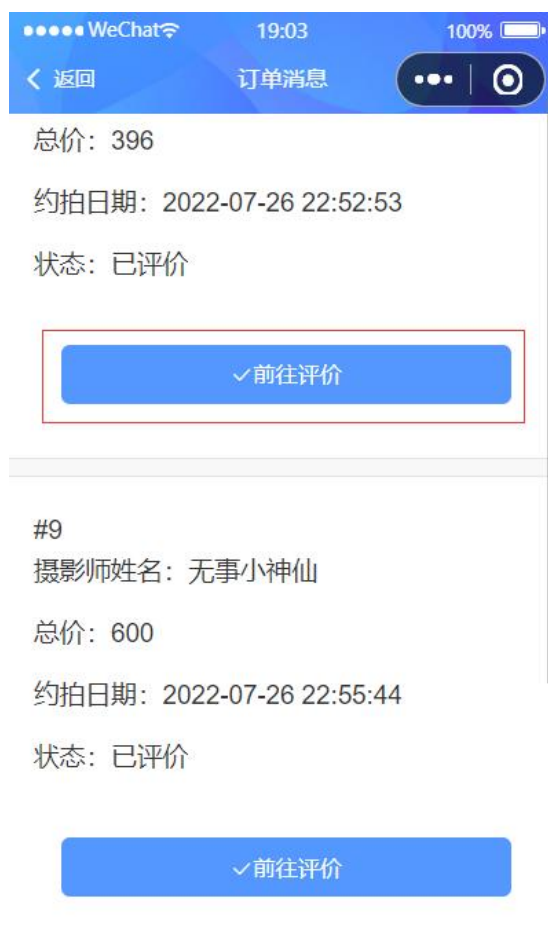 WeChat 19:03 100%
返回 订单消息
总价：396
约拍日期：2022-07-26 22:52:53
状态：已评价
✓前往评价
#9
摄影师姓名：无事小神仙
总价：600
约拍日期：2022-07-26 22:55:44
状态：已评价
✓前往评价